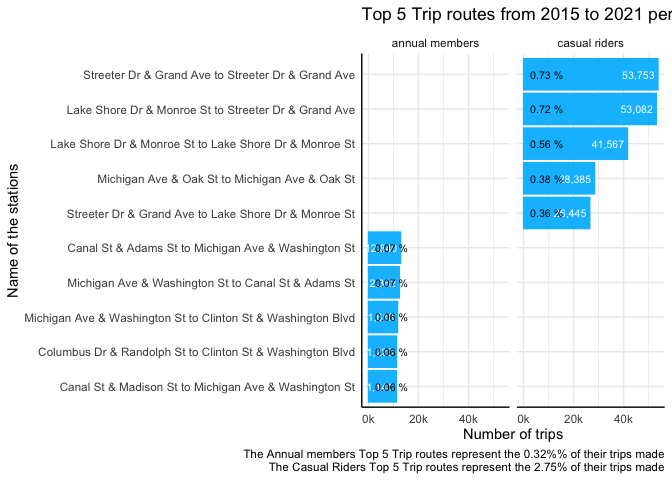 Top 5 Trip routes from 2015 to 2021 per
annual members
casual riders
Name of the stations
Streeter Dr & Grand Ave to Streeter Dr & Grand Ave
0.73 %
53,753
Lake Shore Dr & Monroe St to Streeter Dr & Grand Ave
0.72 %
53,082
Lake Shore Dr & Monroe St to Lake Shore Dr & Monroe St
0.56 %
41,567
Michigan Ave & Oak St to Michigan Ave & Oak St
0.38 %
Streeter Dr & Grand Ave to Lake Shore Dr & Monroe St
0.36 %
Canal St & Adams St to Michigan Ave & Washington St
0.07 %
Michigan Ave & Washington St to Canal St & Adams St
0.07 %
Michigan Ave & Washington St to Clinton St & Washington Blvd
0.06 %
Columbus Dr & Randolph St to Clinton St & Washington Blvd
0.06 %
Canal St & Madison St to Michigan Ave & Washington St
0.06 %
0k 20k 40k 0k 20k 40k
Number of trips
The Annual members Top 5 Trip routes represent the 0.32%% of their trips made
The Casual Riders Top 5 Trip routes represent the 2.75% of their trips made